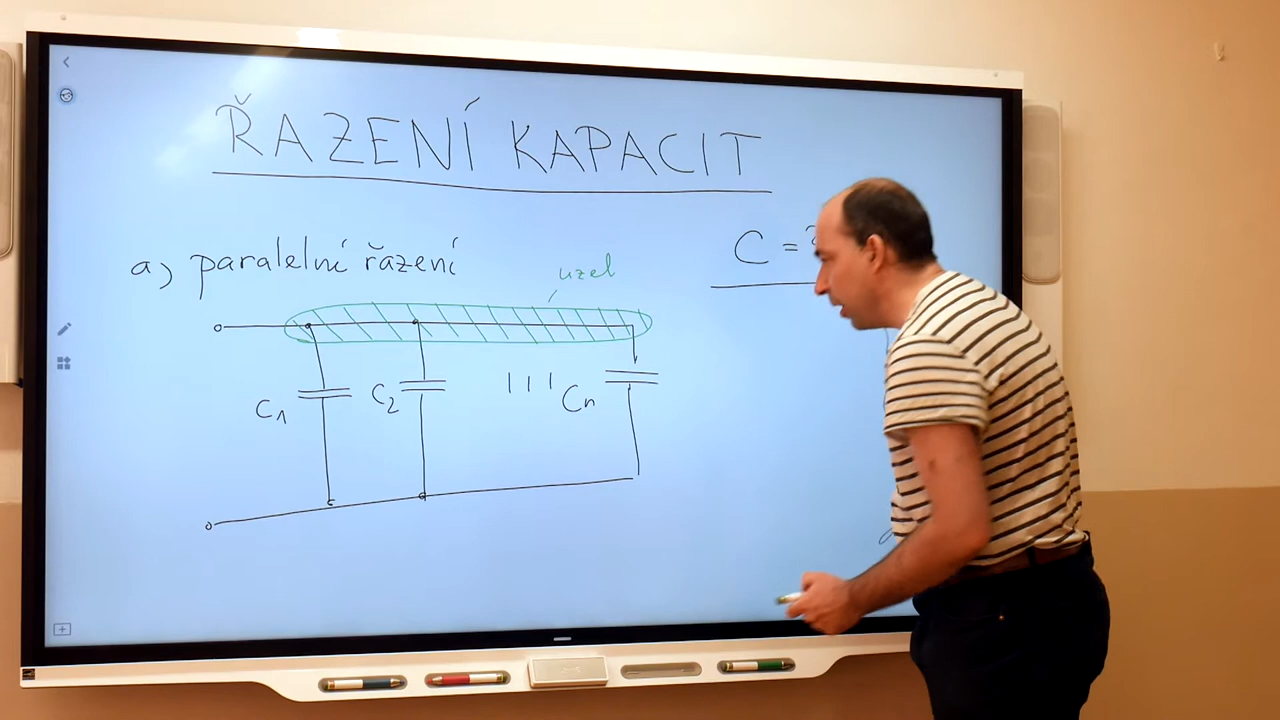 ŘAZENÍ KAPACIT
C = ?
a) paralelní řazení
uzel
C1
C2
Cn